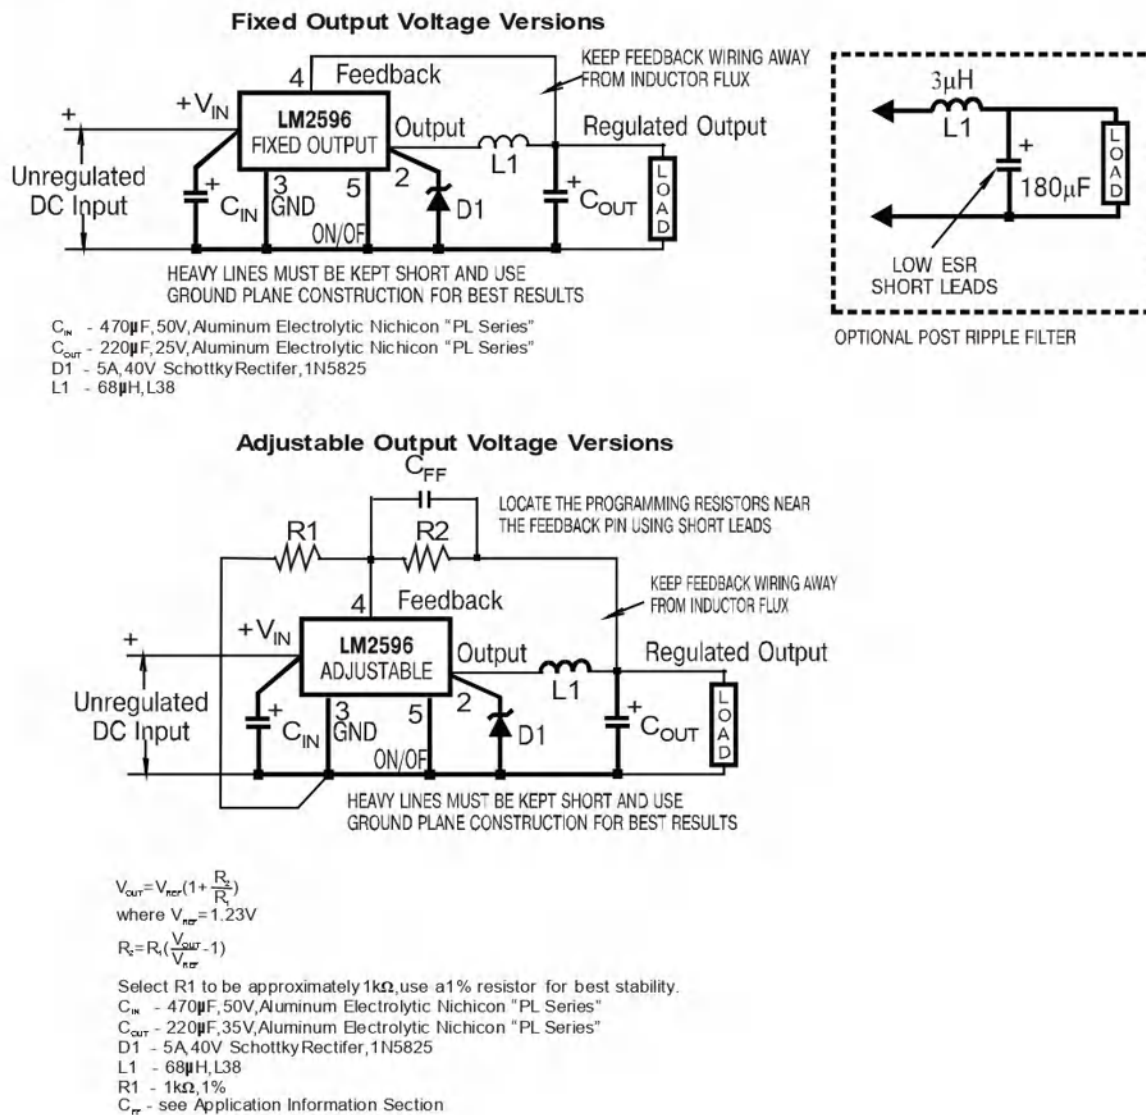 Fixed Output Voltage Versions
KEEP FEEDBACK WIRING AWAY
FROM INDUCTOR FLUX
4 Feedback
+VIN
+
LM2596
FIXED OUTPUT
Output
L1
Regulated Output
Unregulated
DC Input
+
CIN
3
GND
5
ON/OF
2
D1
+
COUT
LOAD
HEAVY LINES MUST BE KEPT SHORT AND USE
GROUND PLANE CONSTRUCTION FOR BEST RESULTS
3µH
L1
+
180µF
LOAD
LOW ESR
SHORT LEADS
OPTIONAL POST RIPPLE FILTER
CIN - 470µF,50V,Aluminum Electrolytic Nichicon "PL Series"
COUT - 220µF,25V,Aluminum Electrolytic Nichicon "PL Series"
D1 - 5A,40V Schottky Rectifer,1N5825
L1 - 68µH,L38
Adjustable Output Voltage Versions
CFF
LOCATE THE PROGRAMMING RESISTORS NEAR
THE FEEDBACK PIN USING SHORT LEADS
R1
R2
KEEP FEEDBACK WIRING AWAY
FROM INDUCTOR FLUX
4 Feedback
+VIN
+
LM2596
ADJUSTABLE
Output
L1
Regulated Output
Unregulated
DC Input
+
CIN
3
GND
5
ON/OF
2
D1
+
COUT
LOAD
HEAVY LINES MUST BE KEPT SHORT AND USE
GROUND PLANE CONSTRUCTION FOR BEST RESULTS
VOUT=VREF(1+R2/R1)
where VREF=1.23V
R2=R1(VOUT/VREF-1)
Select R1 to be approximately 1kΩ,use a1% resistor for best stability.
CIN - 470µF,50V,Aluminum Electrolytic Nichicon "PL Series"
COUT - 220µF,35V,Aluminum Electrolytic Nichicon "PL Series"
D1 - 5A,40V Schottky Rectifer,1N5825
L1 - 68µH,L38
R1 - 1kΩ,1%
CFF - see Application Information Section